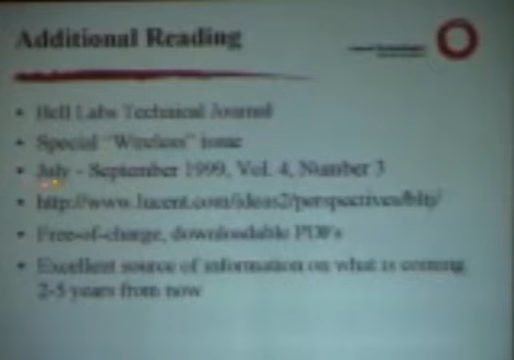 Additional Reading
• Bell Labs Technical Journal
• Special "Wireless" issue
• July - September 1999, Vol. 4, Number 3
• http://www.lucent.com/ideas2/perspectives/bltj/
• Free-of-charge, downloadable PDFs
• Excellent source of information on what is coming
2-5 years from now